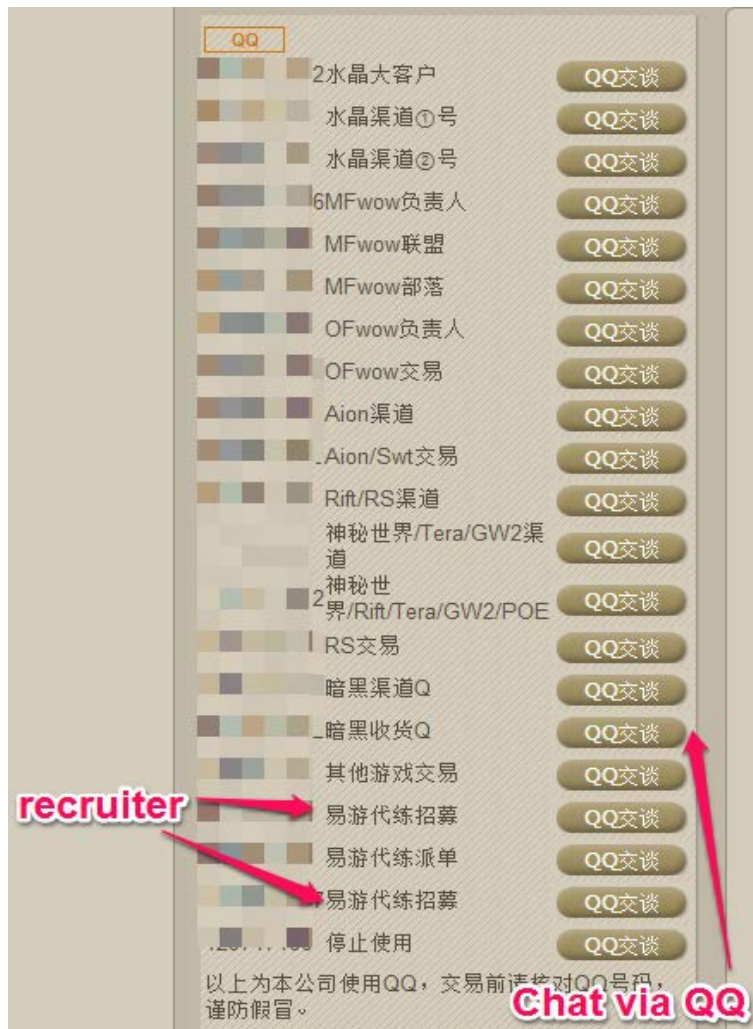 QQ
2水晶大客户 QQ交谈
水晶渠道①号 QQ交谈
水晶渠道②号 QQ交谈
6MFwow负责人 QQ交谈
MFwow联盟 QQ交谈
MFwow部落 QQ交谈
OFwow负责人 QQ交谈
OFwow交易 QQ交谈
Aion渠道 QQ交谈
Aion/Swt交易 QQ交谈
Rift/RS渠道 QQ交谈
神秘世界/Tera/GW2渠
道 QQ交谈
2神秘世
界/Rift/Tera/GW2/POE QQ交谈
RS交易 QQ交谈
暗黑渠道Q QQ交谈
暗黑收货Q QQ交谈
其他游戏交易 QQ交谈
recruiter
易游代练招募 QQ交谈
易游代练派单 QQ交谈
易游代练招募 QQ交谈
停止使用 QQ交谈
以上为本公司使用QQ，交易前请核对QQ号码，
谨防假冒。
Chat via QQ